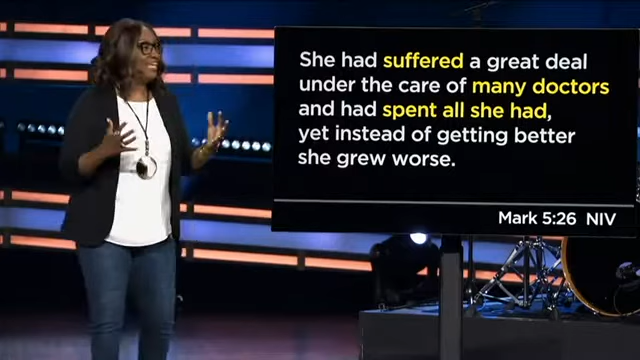 She had suffered a great deal
under the care of many doctors
and had spent all she had,
yet instead of getting better
she grew worse.
Mark 5:26 NIV